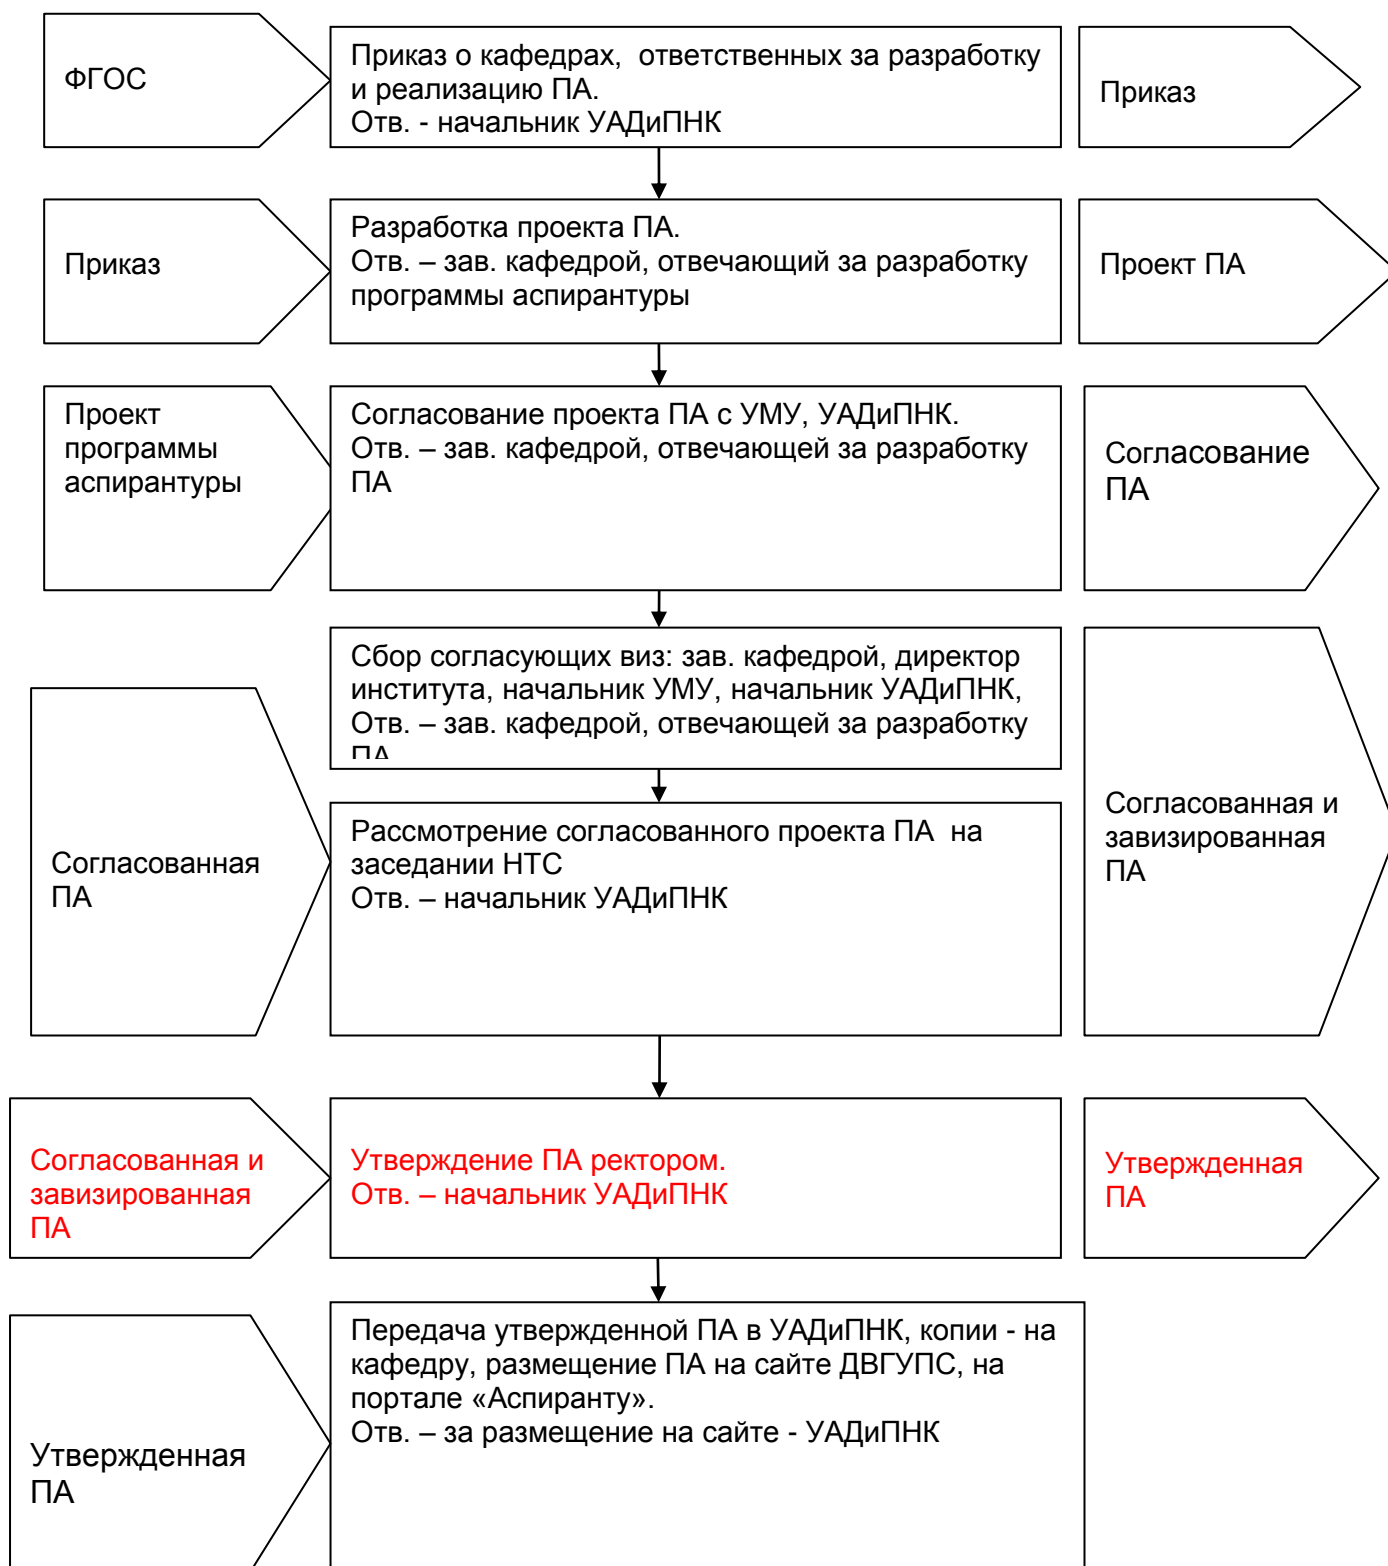 ФГОС
Приказ о кафедрах, ответственных за разработку
и реализацию ПА.
Отв. - начальник УАДиПНК
Приказ
Приказ
Разработка проекта ПА.
Отв. – зав. кафедрой, отвечающий за разработку
программы аспирантуры
Проект ПА
Проект
программы
аспирантуры
Согласование проекта ПА с УМУ, УАДиПНК.
Отв. – зав. кафедрой, отвечающей за разработку
ПА
Согласование
ПА
Сбор согласующих виз: зав. кафедрой, директор
института, начальник УМУ, начальник УАДиПНК,
Отв. – зав. кафедрой, отвечающей за разработку
ПА
Согласованная
ПА
Рассмотрение согласованного проекта ПА на
заседании НТС
Отв. – начальник УАДиПНК
Согласованная и
завизированная
ПА
Согласованная и
завизированная
ПА
Утверждение ПА ректором.
Отв. – начальник УАДиПНК
Утвержденная
ПА
Утвержденная
ПА
Передача утвержденной ПА в УАДиПНК, копии - на
кафедру, размещение ПА на сайте ДВГУПС, на
портале «Аспиранту».
Отв. – за размещение на сайте - УАДиПНК